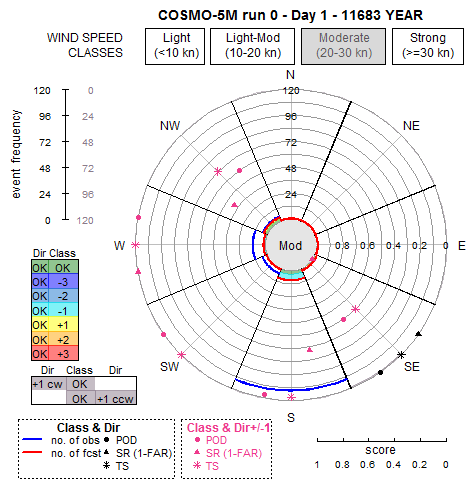 COSMO-5M run 0 - Day 1 - 11683 YEAR
WIND SPEED CLASSES
Light (<10 kn)
Light-Mod (10-20 kn)
Moderate (20-30 kn)
Strong (>=30 kn)
N
120
96
72
48
24
NW
NE
W
E
SW
SE
S
Mod
0.8 0.6 0.4 0.2 0
event frequency
120 0
96 24
72 48
48 72
24 96
0 120
Dir Class
OK OK
OK -3
OK -2
OK -1
OK +1
OK +2
OK +3
Dir Class Dir
+1 cw OK
OK +1 ccw
Class & Dir
no. of obs POD
no. of fcst SR (1-FAR)
TS
Class & Dir+/-1
POD
SR (1-FAR)
TS
score
1 0.8 0.6 0.4 0.2 0